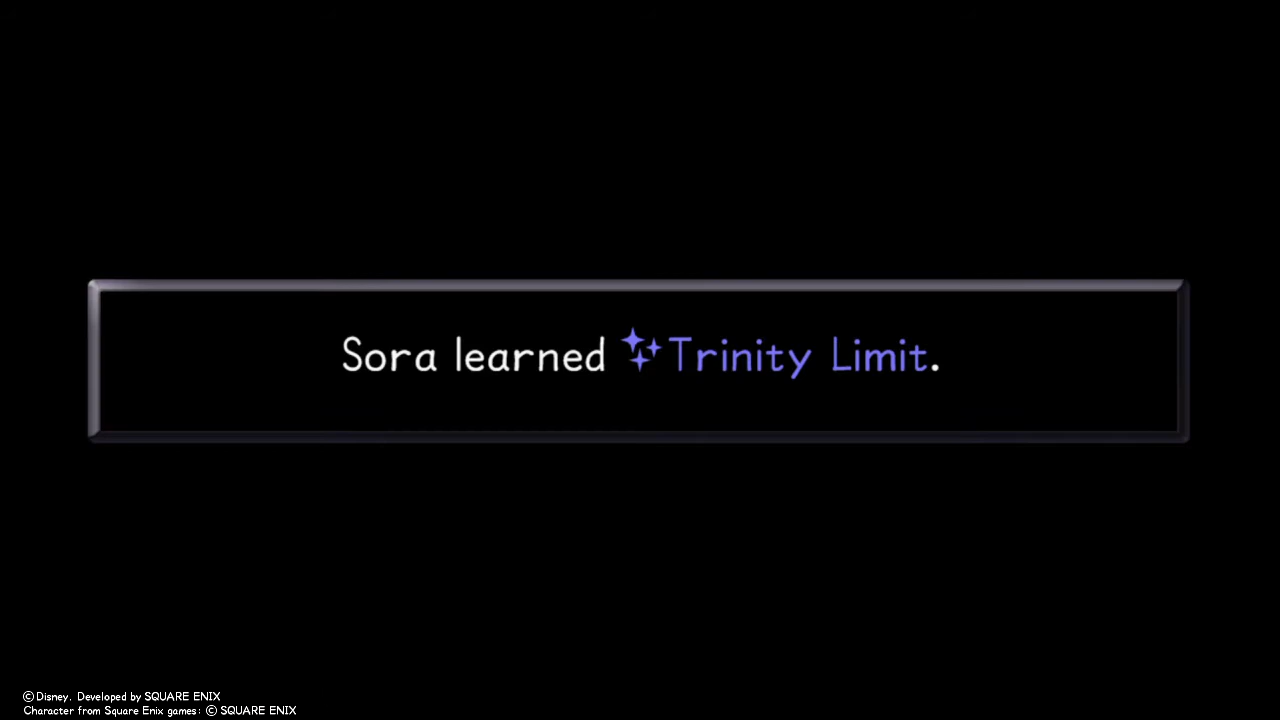 Sora learned Trinity Limit.
©Disney. Developed by SQUARE ENIX
Character from Square Enix games: © SQUARE ENIX